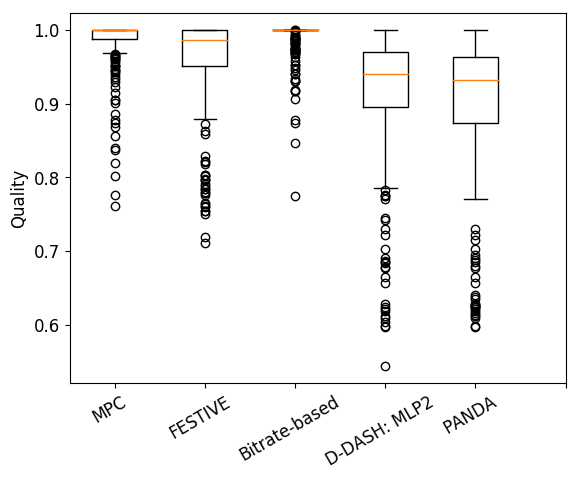 1.0
0.9
0.8
0.7
0.6
Quality
MPC
FESTIVE
Bitrate-based
D-DASH: MLP2
PANDA